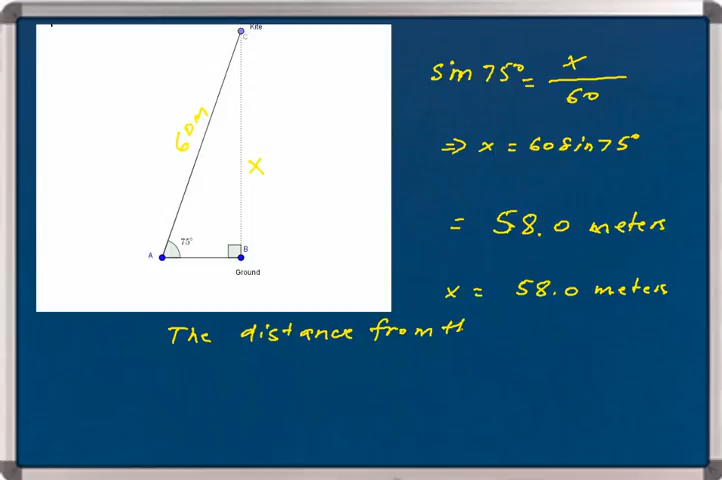 Kite
C
60M
x
75°
A
B
Ground
sin 75° = x / 60
⇒ x = 60 sin 75°
= 58.0 meters
x = 58.0 meters
The distance from th